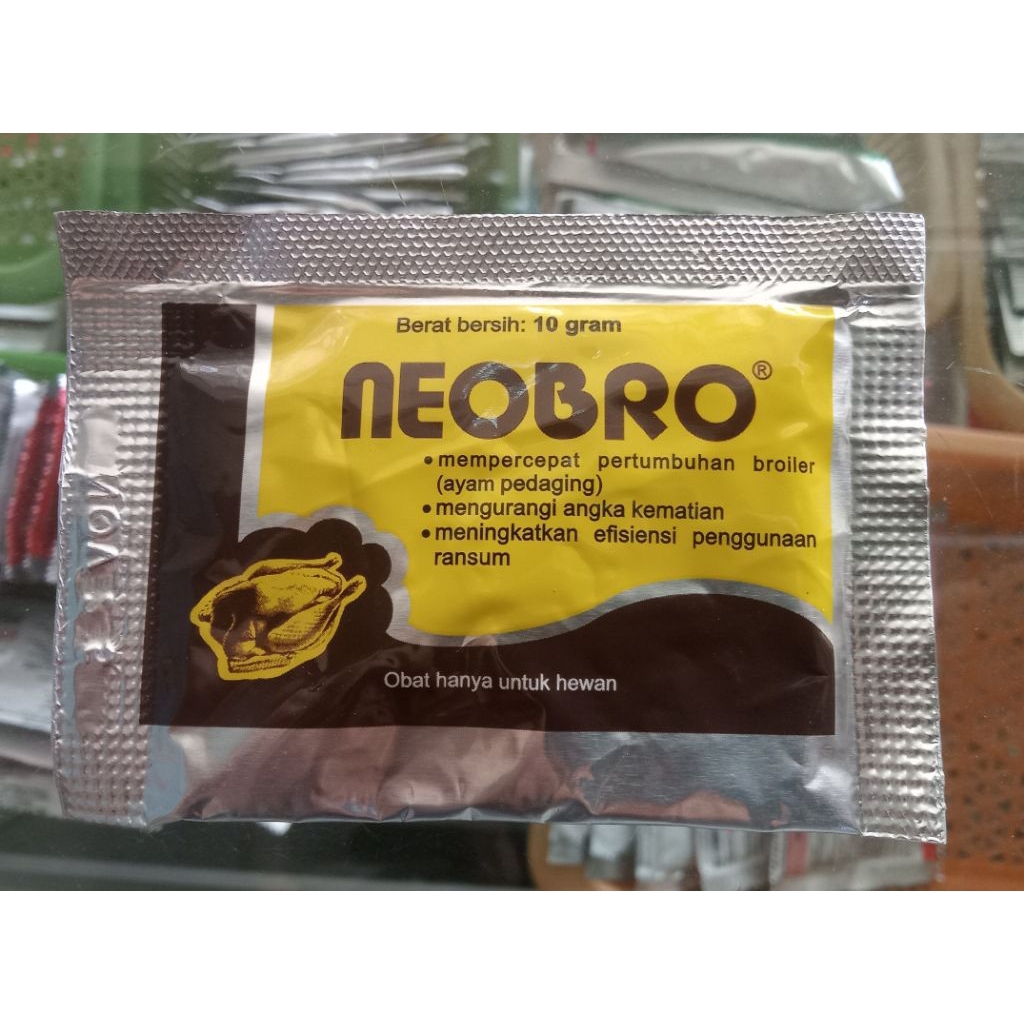 Berat bersih: 10 gram
NEOBRO®
• mempercepat pertumbuhan broiler
(ayam pedaging)
• mengurangi angka kematian
• meningkatkan efisiensi penggunaan
ransum
Obat hanya untuk hewan